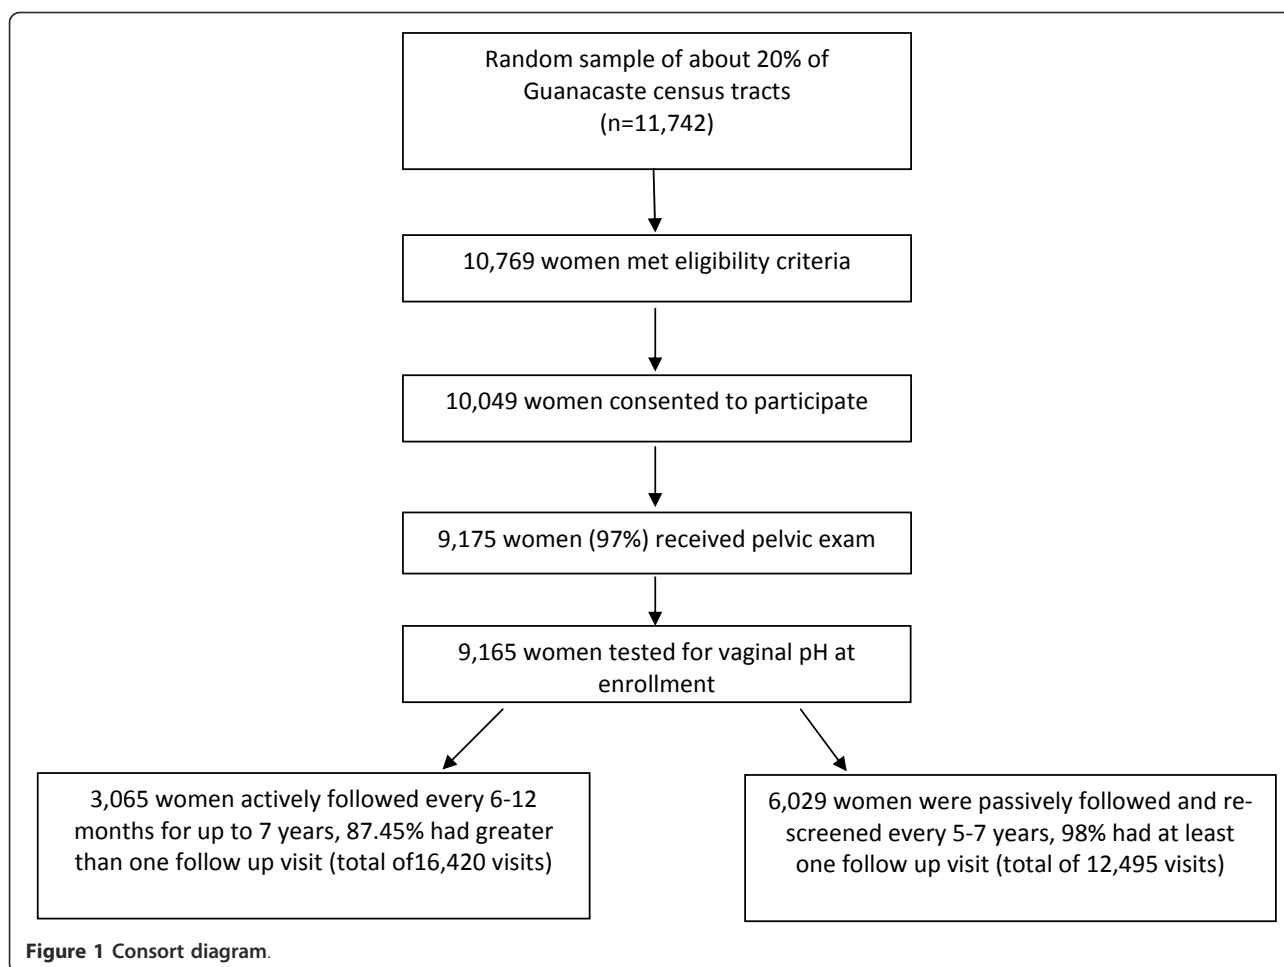 Random sample of about 20% of
Guanacaste census tracts
(n=11,742)
10,769 women met eligibility criteria
10,049 women consented to participate
9,175 women (97%) received pelvic exam
9,165 women tested for vaginal pH at
enrollment
3,065 women actively followed every 6-12
months for up to 7 years, 87.45% had greater
than one follow up visit (total of16,420 visits)
6,029 women were passively followed and re-
screened every 5-7 years, 98% had at least
one follow up visit (total of 12,495 visits)
Figure 1 Consort diagram.